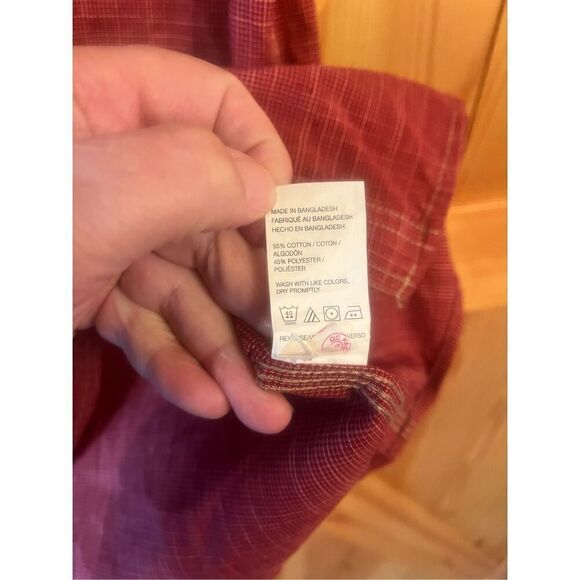 MADE IN BANGLADESH
FABRIQUÉ AU BANGLADESH
HECHO EN BANGLADESH
55% COTTON / COTON /
ALGODÓN
45% POLYESTER /
POLIÉSTER
WASH WITH LIKE COLORS,
DRY PROMPTLY
40